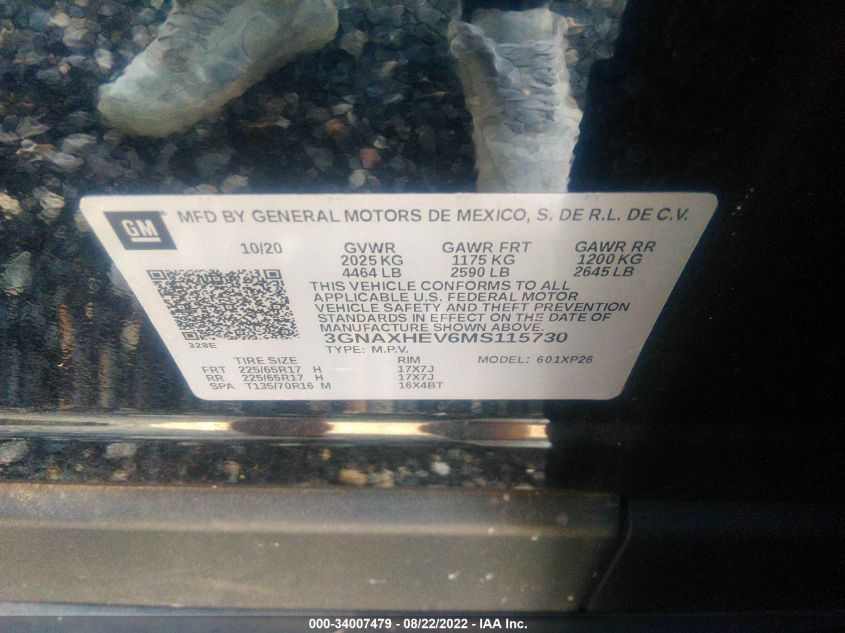 GM
MFD BY GENERAL MOTORS DE MEXICO, S. DE R.L. DE C.V.
10/20 GVWR GAWR FRT GAWR RR
2025 KG 1175 KG 1200 KG
4464 LB 2590 LB 2645 LB
THIS VEHICLE CONFORMS TO ALL
APPLICABLE U.S. FEDERAL MOTOR
VEHICLE SAFETY AND THEFT PREVENTION
STANDARDS IN EFFECT ON THE DATE OF
MANUFACTURE SHOWN ABOVE.
328E
3GNAXHEV6MS115730
TYPE: M.P.V. MODEL: 601XP26
TIRE SIZE RIM
FRT 225/65R17 H 17X7J
RR 225/65R17 H 17X7J
SPA T135/70R16 M 16X4BT
000-34007479 - 08/22/2022 - IAA Inc.